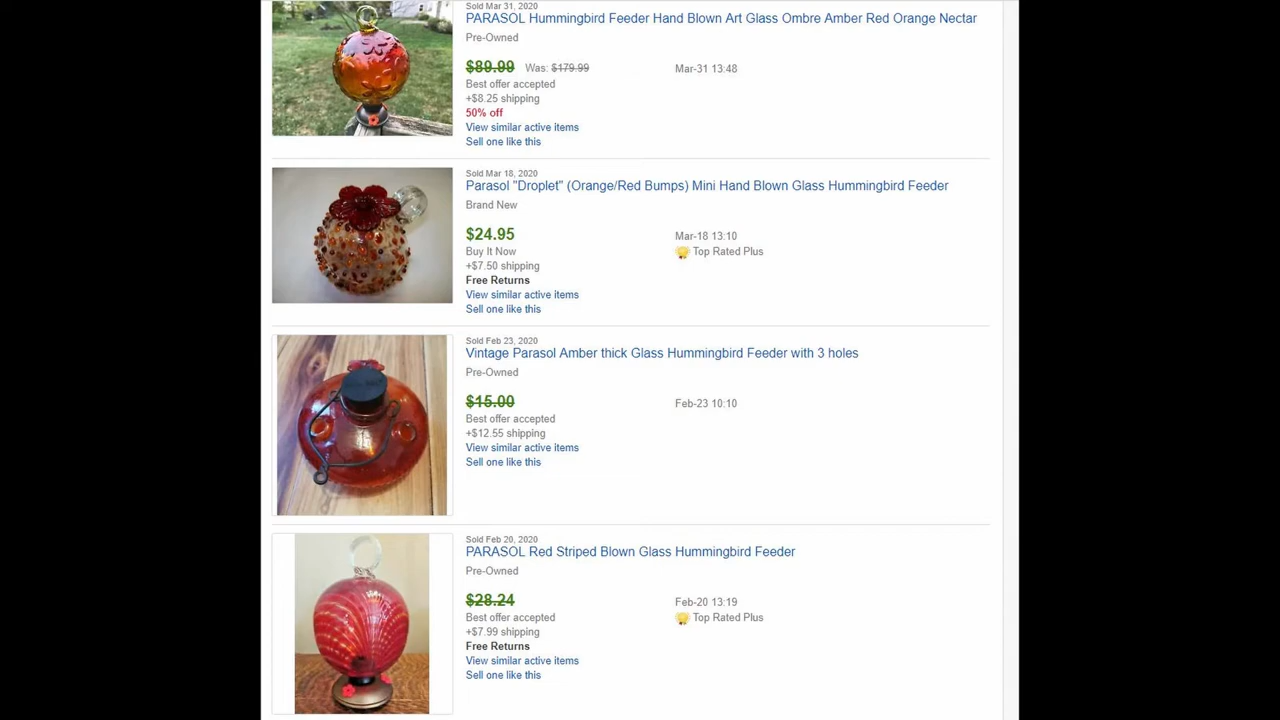 Sold Mar 31, 2020
PARASOL Hummingbird Feeder Hand Blown Art Glass Ombre Amber Red Orange Nectar
Pre-Owned
$89.99 Was: $179.99 Mar-31 13:48
Best offer accepted
+$8.25 shipping
50% off
View similar active items
Sell one like this
Sold Mar 18, 2020
Parasol "Droplet" (Orange/Red Bumps) Mini Hand Blown Glass Hummingbird Feeder
Brand New
$24.95 Mar-18 13:10
Buy It Now Top Rated Plus
+$7.50 shipping
Free Returns
View similar active items
Sell one like this
Sold Feb 23, 2020
Vintage Parasol Amber thick Glass Hummingbird Feeder with 3 holes
Pre-Owned
$15.00 Feb-23 10:10
Best offer accepted
+$12.55 shipping
View similar active items
Sell one like this
Sold Feb 20, 2020
PARASOL Red Striped Blown Glass Hummingbird Feeder
Pre-Owned
$28.24 Feb-20 13:19
Best offer accepted Top Rated Plus
+$7.99 shipping
Free Returns
View similar active items
Sell one like this